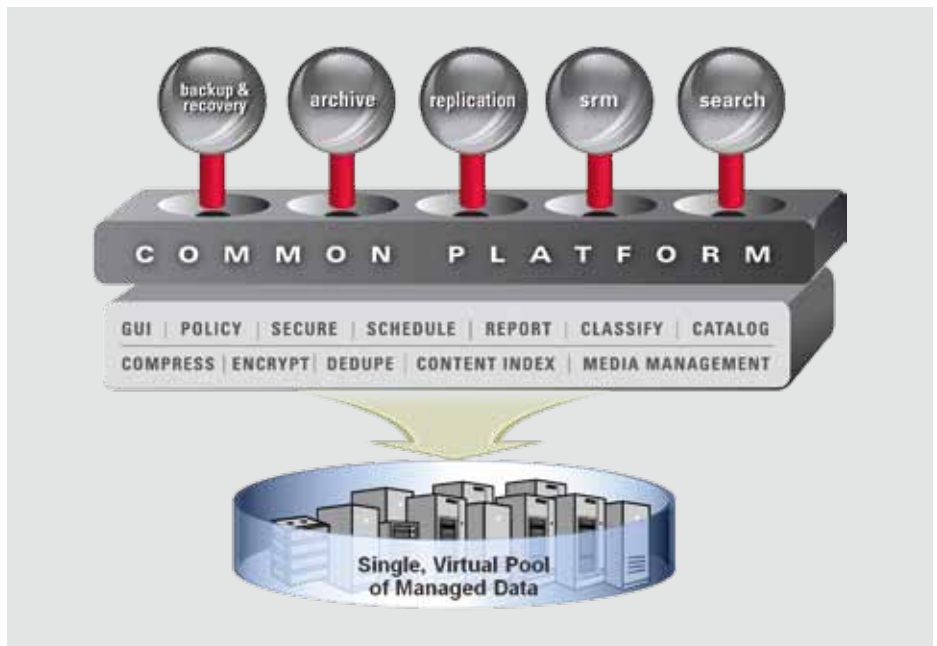 backup &
recovery
archive
replication
srm
search
COMMON PLATFORM
GUI | POLICY | SECURE | SCHEDULE | REPORT | CLASSIFY | CATALOG
COMPRESS | ENCRYPT | DEDUPE | CONTENT INDEX | MEDIA MANAGEMENT
Single, Virtual Pool
of Managed Data